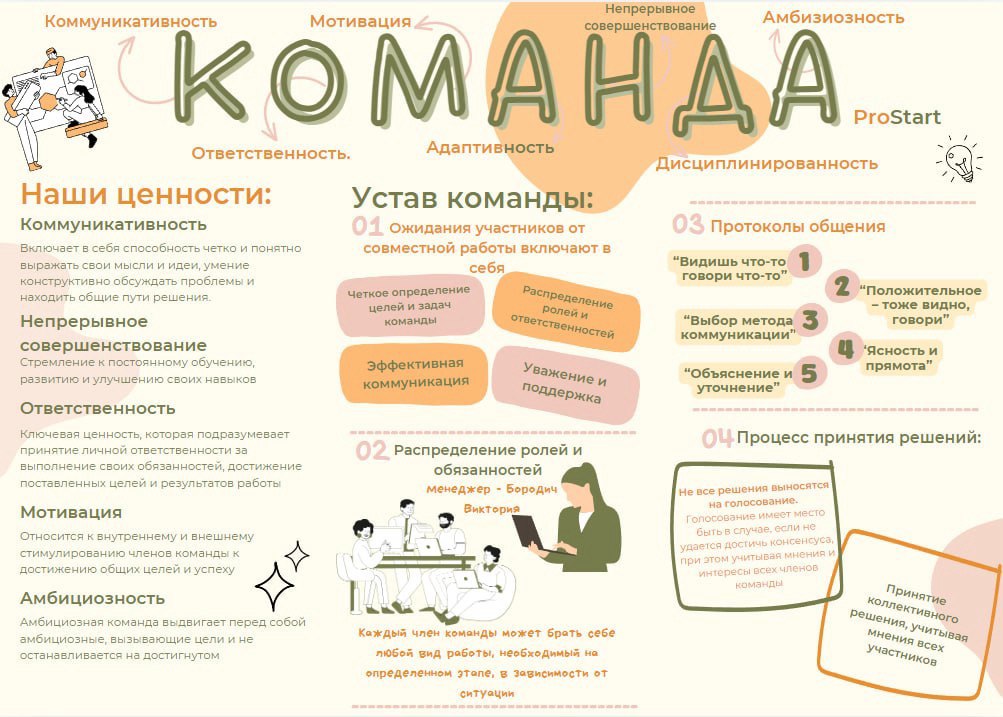 Коммуникативность
Мотивация
Непрерывное
совершенствование
Амбизиозность
КОМАНДА
ProStart
Ответственность.
Адаптивность
Дисциплинированность
Наши ценности:
Коммуникативность
Включает в себя способность четко и понятно
выражать свои мысли и идеи, умение
конструктивно обсуждать проблемы и
находить общие пути решения.
Непрерывное
совершенствование
Стремление к постоянному обучению,
развитию и улучшению своих навыков
Ответственность
Ключевая ценность, которая подразумевает
принятие личной ответственности за
выполнение своих обязанностей, достижение
поставленных целей и результатов работы
Мотивация
Относится к внутреннему и внешнему
стимулированию членов команды к
достижению общих целей и успеху
Амбициозность
Амбициозная команда выдвигает перед собой
амбициозные, вызывающие цели и не
останавливается на достигнутом
Устав команды:
01 Ожидания участников от
совместной работы включают в
себя
Четкое определение
целей и задач
команды
Распределение
ролей и
ответственностей
Эффективная
коммуникация
Уважение и
поддержка
02 Распределение ролей и
обязанностей
Менеджер - Бородич
Виктория
Каждый член команды может брать себе
любой вид работы, необходимый на
определенном этапе, в зависимости от
ситуации
03 Протоколы общения
“Видишь что-то
говори что-то” 1
2 “Положительное
– тоже видно,
говори”
“Выбор метода
коммуникации” 3
4 “Ясность и
прямота”
“Объяснение и
уточнение” 5
04 Процесс принятия решений:
Не все решения выносятся
на голосование.
Голосование имеет место
быть в случае, если не
удается достичь консенсуса,
при этом учитывая мнения и
интересы всех членов
команды
Принятие
коллективного
решения, учитывая
мнения всех
участников